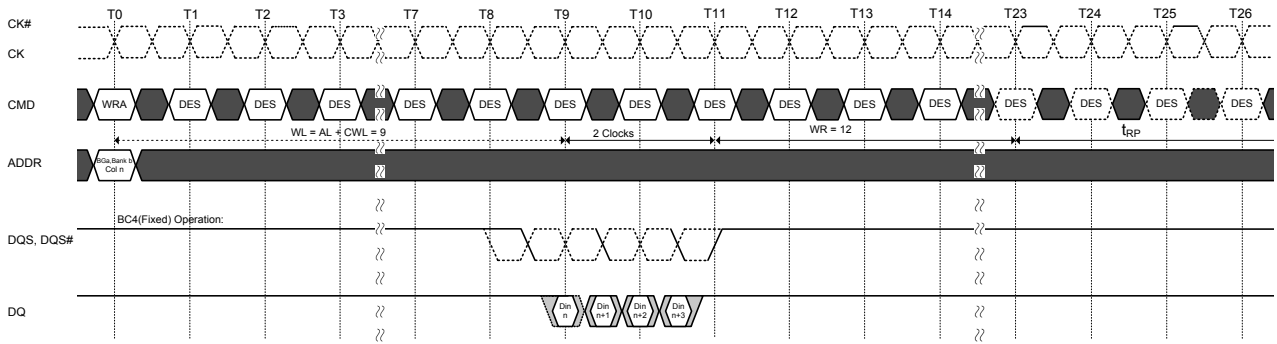 T0 T1 T2 T3 T7 T8 T9 T10 T11 T12 T13 T14 T23 T24 T25 T26
CK#
CK
CMD WRA DES DES DES DES DES DES DES DES DES DES DES DES DES DES DES
WL = AL + CWL = 9 2 Clocks WR = 12 tRP
ADDR
BGa,Bank b
Col n
BC4(Fixed) Operation:
DQS, DQS#
DQ
Din Din Din Din
n n+1 n+2 n+3